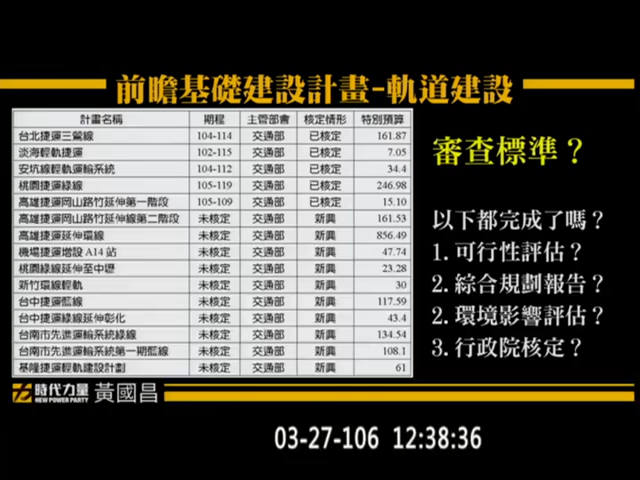 前瞻基礎建設計畫-軌道建設
計畫名稱 期程 主管部會 核定情形 特別預算
台北捷運三鶯線 104-114 交通部 已核定 161.87
淡海輕軌捷運 102-115 交通部 已核定 7.05
安坑線輕軌運輸系統 104-112 交通部 已核定 34.4
桃園捷運綠線 105-119 交通部 已核定 246.98
高雄捷運岡山路竹延伸第一階段 105-109 交通部 已核定 15.10
高雄捷運岡山路竹延伸線第二階段 未核定 交通部 新興 161.53
高雄捷運延伸環線 未核定 交通部 新興 856.49
機場捷運增設 A14 站 未核定 交通部 新興 47.74
桃園綠線延伸至中壢 未核定 交通部 新興 23.28
新竹環線輕軌 未核定 交通部 新興 30
台中捷運藍線 未核定 交通部 新興 117.59
台中捷運綠線延伸彰化 未核定 交通部 新興 43.4
台南市先進運輸系統綠線 未核定 交通部 新興 134.54
台南市先進運輸系統第一期藍線 未核定 交通部 新興 108.1
基隆捷運輕軌建設計劃 未核定 交通部 新興 61
審查標準？
以下都完成了嗎？
1. 可行性評估？
2. 綜合規劃報告？
2. 環境影響評估？
3. 行政院核定？
時代力量
NEW POWER PARTY
黃國昌
03-27-106 12:38:36